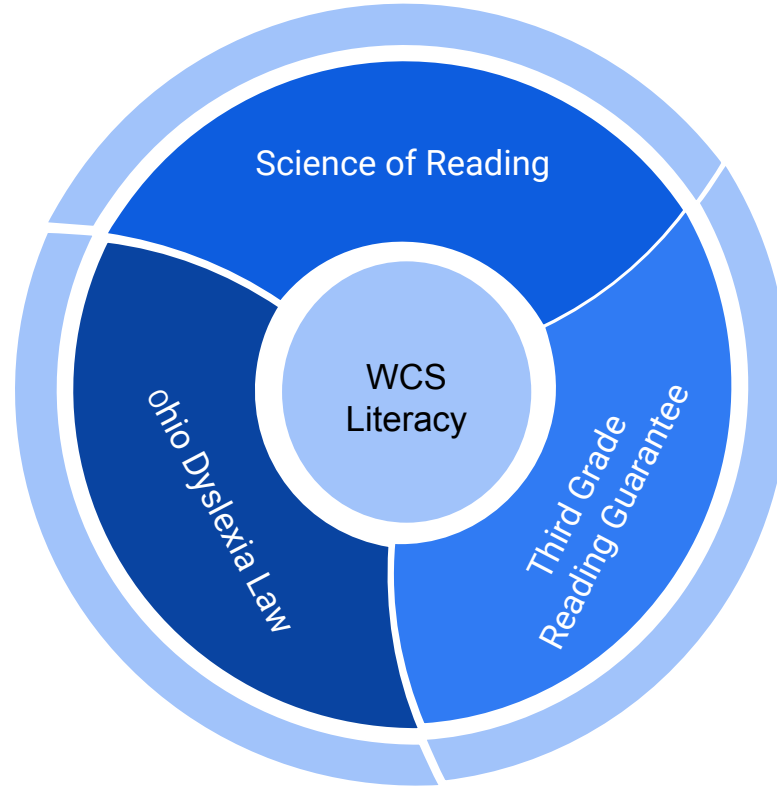 Science of Reading
WCS
Literacy
Third Grade
Reading Guarantee
ohio Dyslexia Law